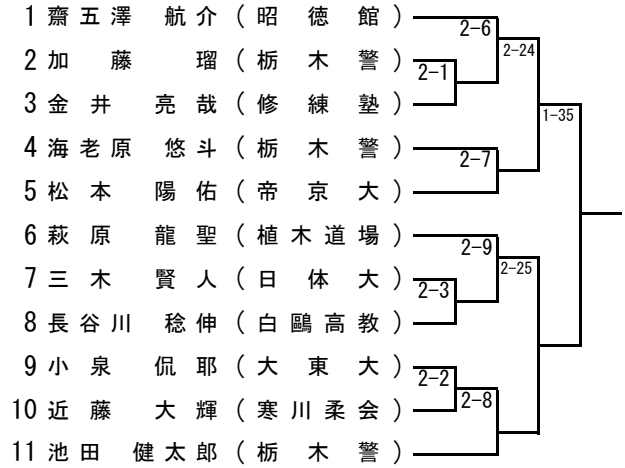 1 齋五澤 航介 ( 昭徳館 )
2-6
2-24
2 加藤 瑠 ( 栃木警 )
2-1
3 金井 亮哉 ( 修練塾 )
1-35
4 海老原 悠斗 ( 栃木警 )
2-7
5 松本 陽佑 ( 帝京大 )
6 萩原 龍聖 ( 植木道場 )
2-9
2-25
7 三木 賢人 ( 日体大 )
2-3
8 長谷川 稔伸 ( 白鷗高教 )
9 小泉 侃耶 ( 大東大 )
2-2
10 近藤 大輝 ( 寒川柔会 )
2-8
11 池田 健太郎 ( 栃木警 )